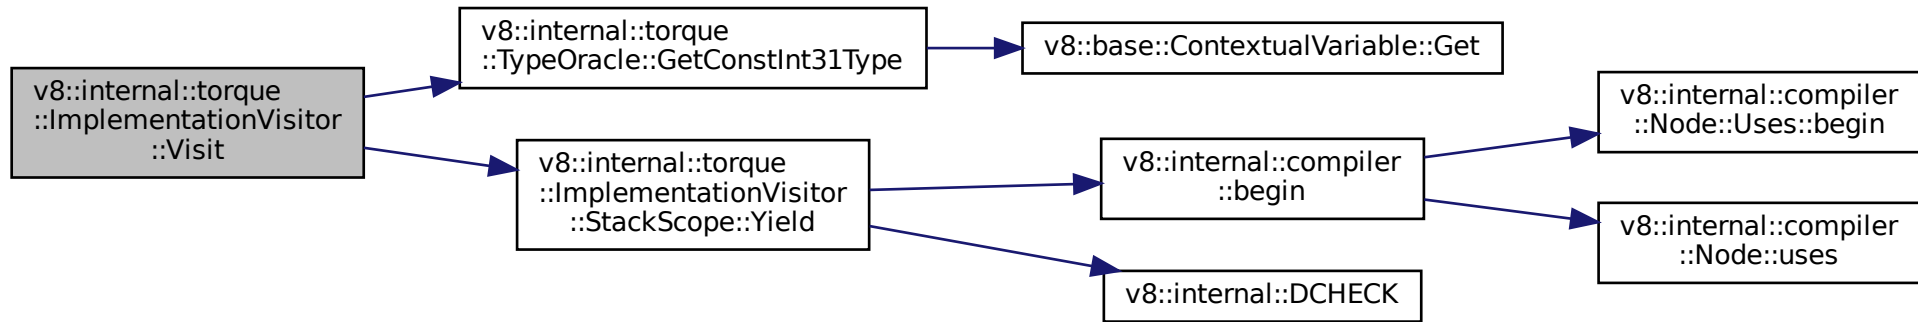 v8::internal::torque
::ImplementationVisitor
::Visit
v8::internal::torque
::TypeOracle::GetConstInt31Type
v8::base::ContextualVariable::Get
v8::internal::torque
::ImplementationVisitor
::StackScope::Yield
v8::internal::compiler
::begin
v8::internal::compiler
::Node::Uses::begin
v8::internal::compiler
::Node::uses
v8::internal::DCHECK